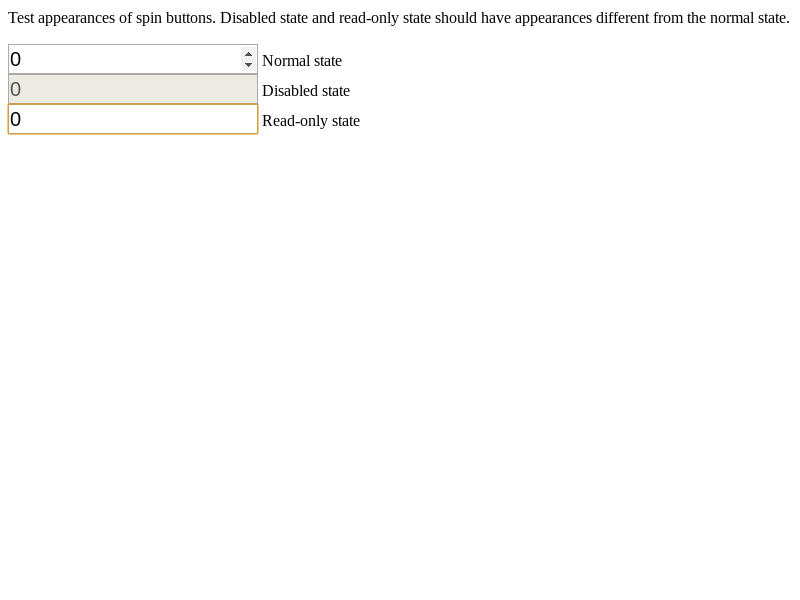 Test appearances of spin buttons. Disabled state and read-only state should have appearances different from the normal state.
0 Normal state
0 Disabled state
0 Read-only state